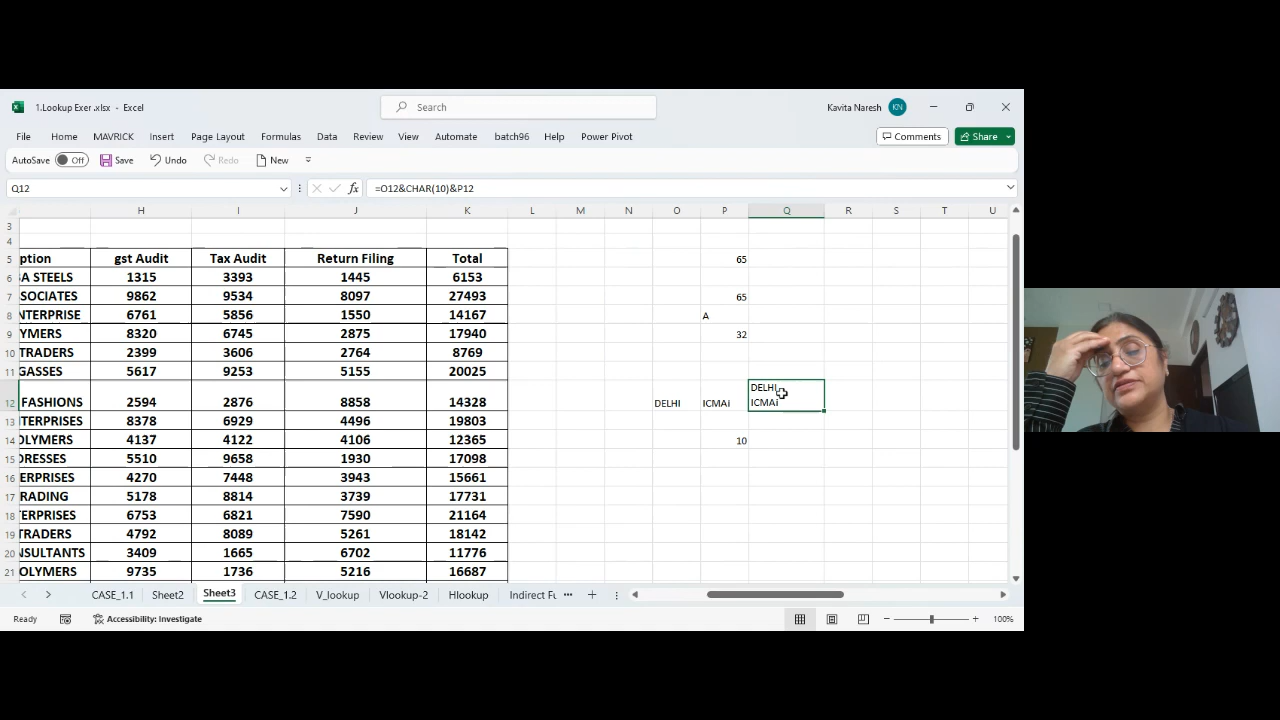 1.Lookup Exer.xlsx - Excel
Search
Kavita Naresh KN
File Home MAVRICK Insert Page Layout Formulas Data Review View Automate batch96 Help Power Pivot Comments Share
AutoSave Off Save Undo Redo New
Q12 fx =O12&CHAR(10)&P12
H I J K L M N O P Q R S T U
3
4
5 ption gst Audit Tax Audit Return Filing Total 65
6 A STEELS 1315 3393 1445 6153
7 SOCIATES 9862 9534 8097 27493 65
8 NTERPRISE 6761 5856 1550 14167 A
9 YMERS 8320 6745 2875 17940 32
10 TRADERS 2399 3606 2764 8769
11 GASSES 5617 9253 5155 20025
DELHI
12 FASHIONS 2594 2876 8858 14328 DELHI ICMAi ICMAi
13 TERPRISES 8378 6929 4496 19803
14 OLYMERS 4137 4122 4106 12365 10
15 DRESSES 5510 9658 1930 17098
16 ERPRISES 4270 7448 3943 15661
17 RADING 5178 8814 3739 17731
18 TERPRISES 6753 6821 7590 21164
19 TRADERS 4792 8089 5261 18142
20 NSULTANTS 3409 1665 6702 11776
21 OLYMERS 9735 1736 5216 16687
CASE_1.1 Sheet2 Sheet3 CASE_1.2 V_lookup Vlookup-2 Hlookup Indirect Fu ...
Ready Accessibility: Investigate 100%